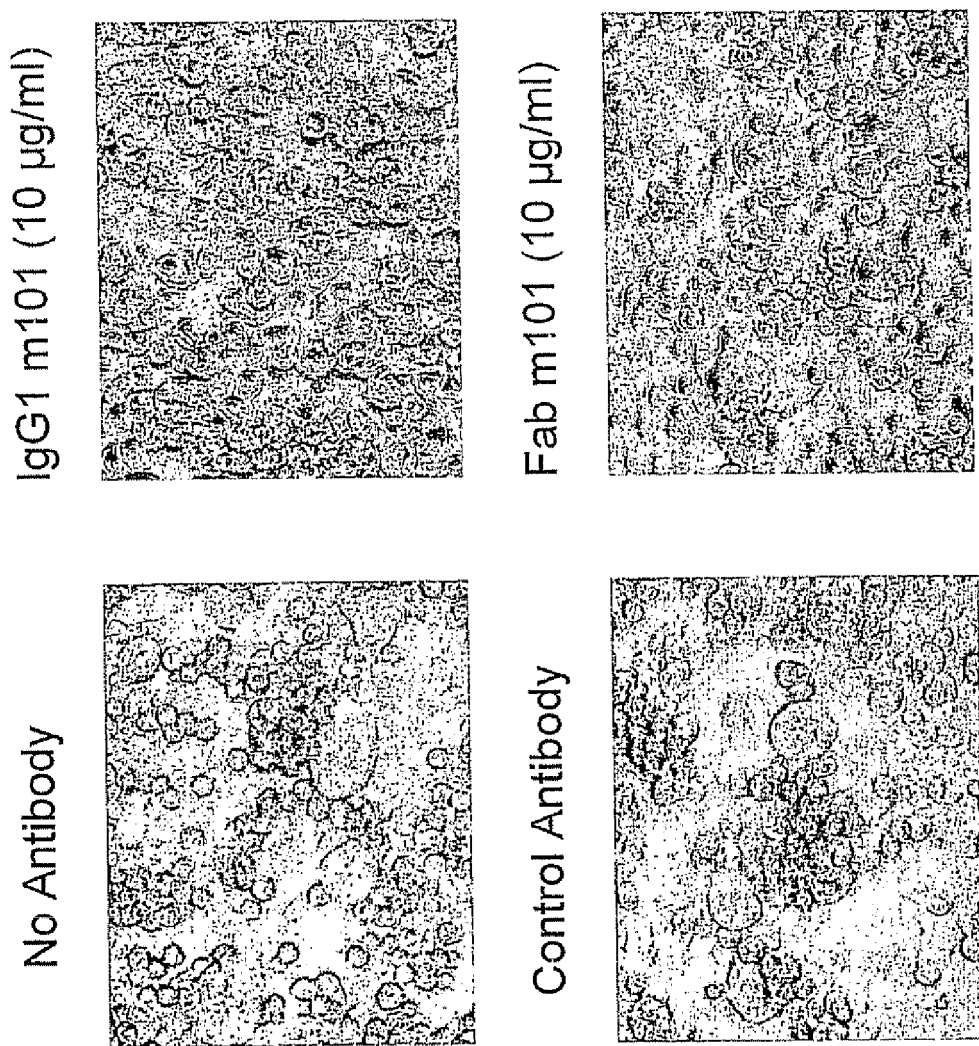 No Antibody
IgG1 m101 (10 µg/ml)
Control Antibody
Fab m101 (10 µg/ml)